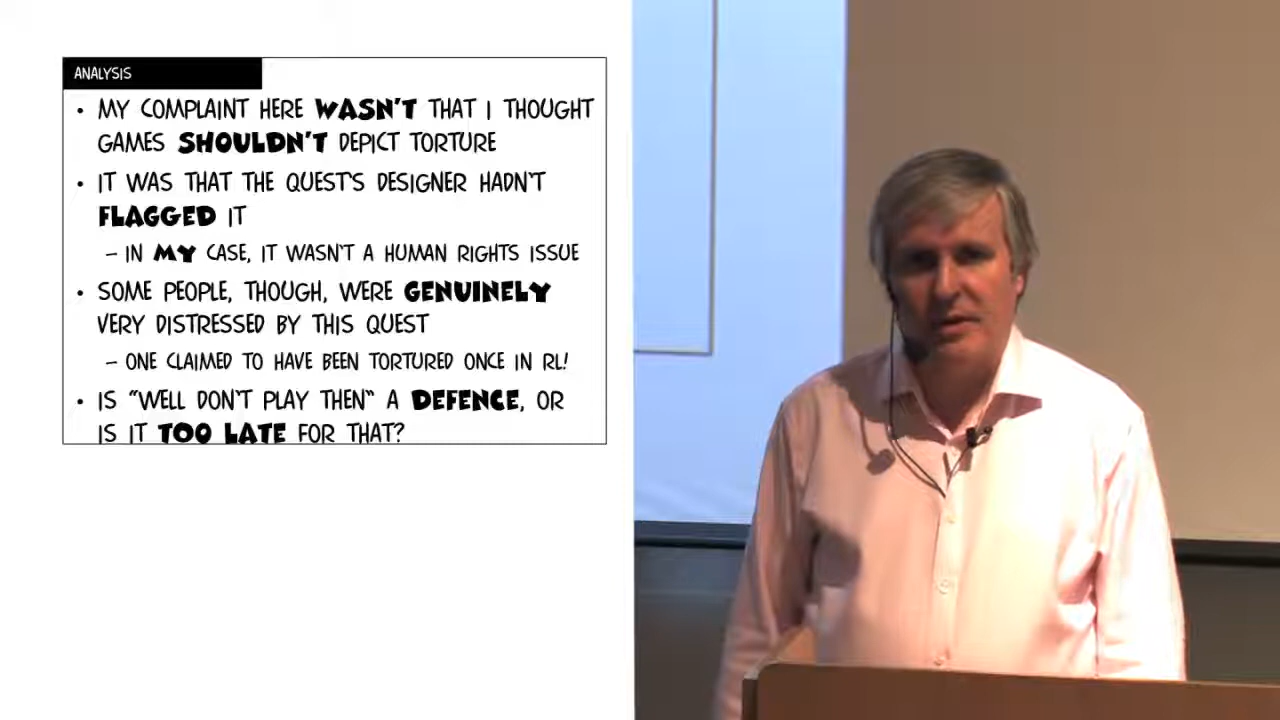 ANALYSIS
• MY COMPLAINT HERE WASN'T THAT I THOUGHT
GAMES SHOULDN'T DEPICT TORTURE
• IT WAS THAT THE QUEST'S DESIGNER HADN'T
FLAGGED IT
– IN MY CASE, IT WASN'T A HUMAN RIGHTS ISSUE
• SOME PEOPLE, THOUGH, WERE GENUINELY
VERY DISTRESSED BY THIS QUEST
– ONE CLAIMED TO HAVE BEEN TORTURED ONCE IN RL!
• IS "WELL DON'T PLAY THEN" A DEFENCE, OR
IS IT TOO LATE FOR THAT?